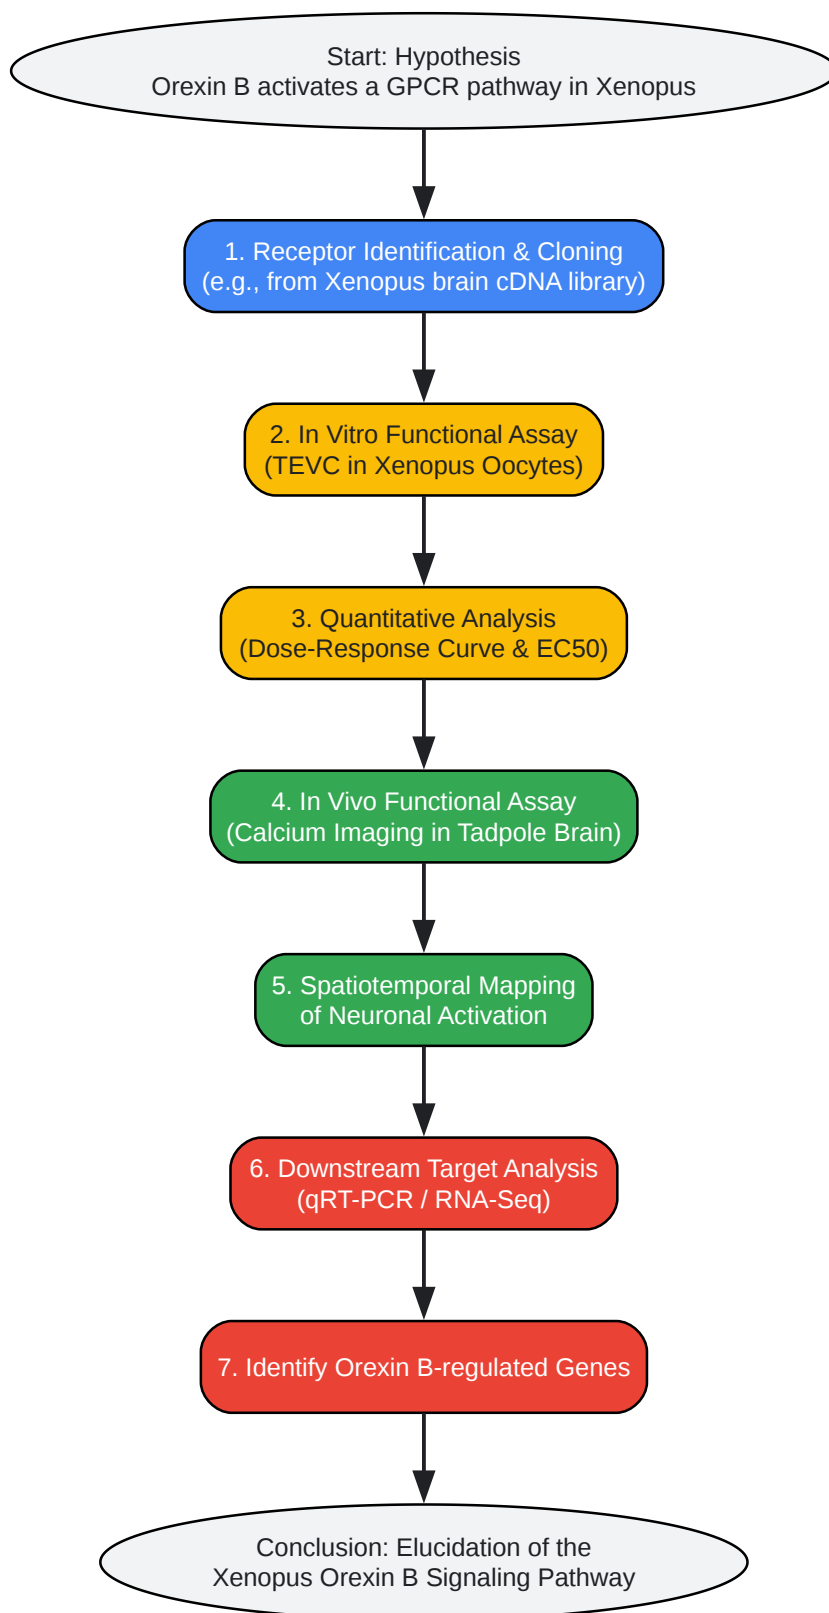 Start: Hypothesis
Orexin B activates a GPCR pathway in Xenopus
1. Receptor Identification & Cloning
(e.g., from Xenopus brain cDNA library)
2. In Vitro Functional Assay
(TEVC in Xenopus Oocytes)
3. Quantitative Analysis
(Dose-Response Curve & EC50)
4. In Vivo Functional Assay
(Calcium Imaging in Tadpole Brain)
5. Spatiotemporal Mapping
of Neuronal Activation
6. Downstream Target Analysis
(qRT-PCR / RNA-Seq)
7. Identify Orexin B-regulated Genes
Conclusion: Elucidation of the
Xenopus Orexin B Signaling Pathway